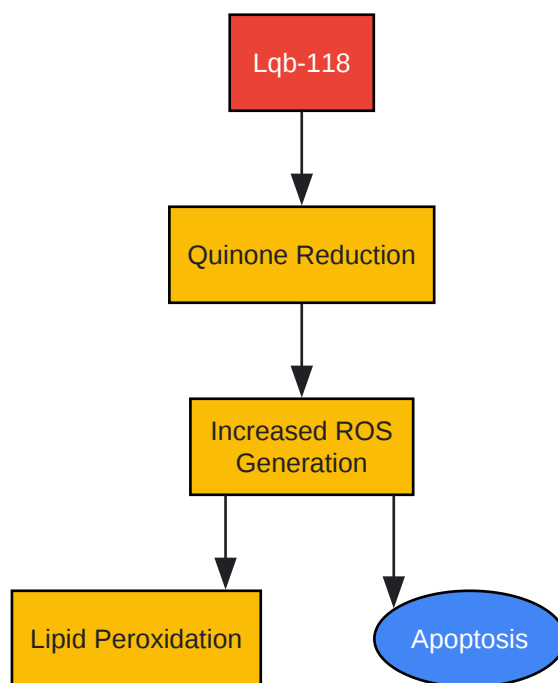 Lqb-118
Quinone Reduction
Increased ROS
Generation
Lipid Peroxidation
Apoptosis